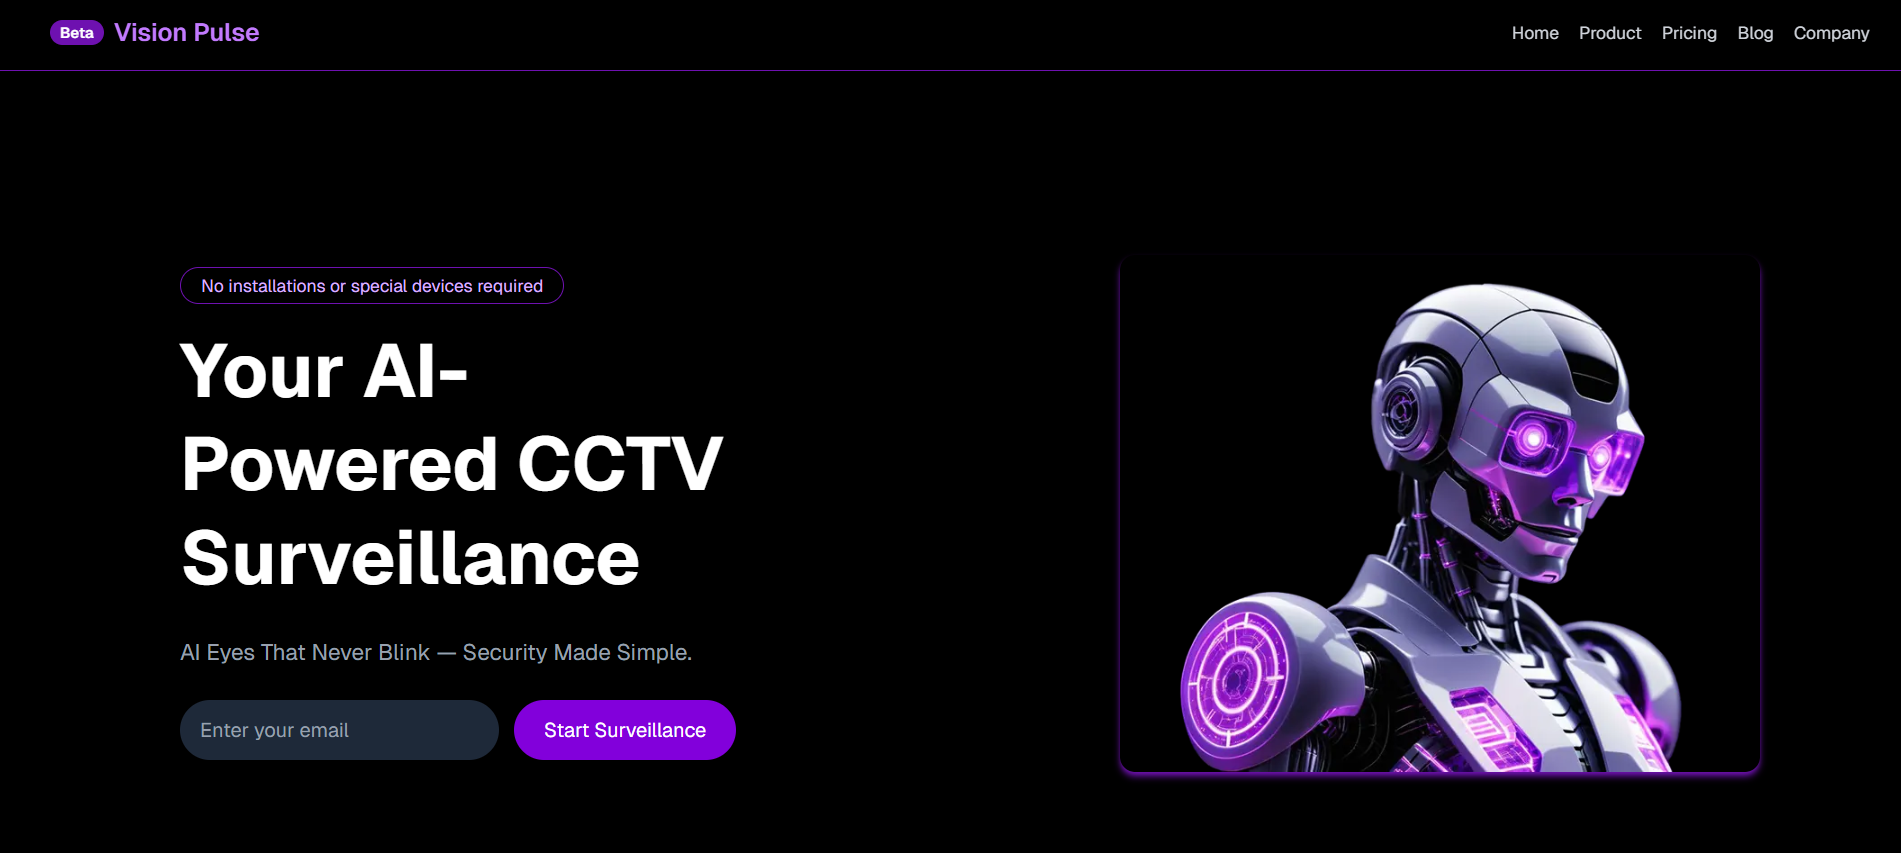 Beta Vision Pulse
Home Product Pricing Blog Company
No installations or special devices required
Your AI-
Powered CCTV
Surveillance
AI Eyes That Never Blink — Security Made Simple.
Enter your email
Start Surveillance